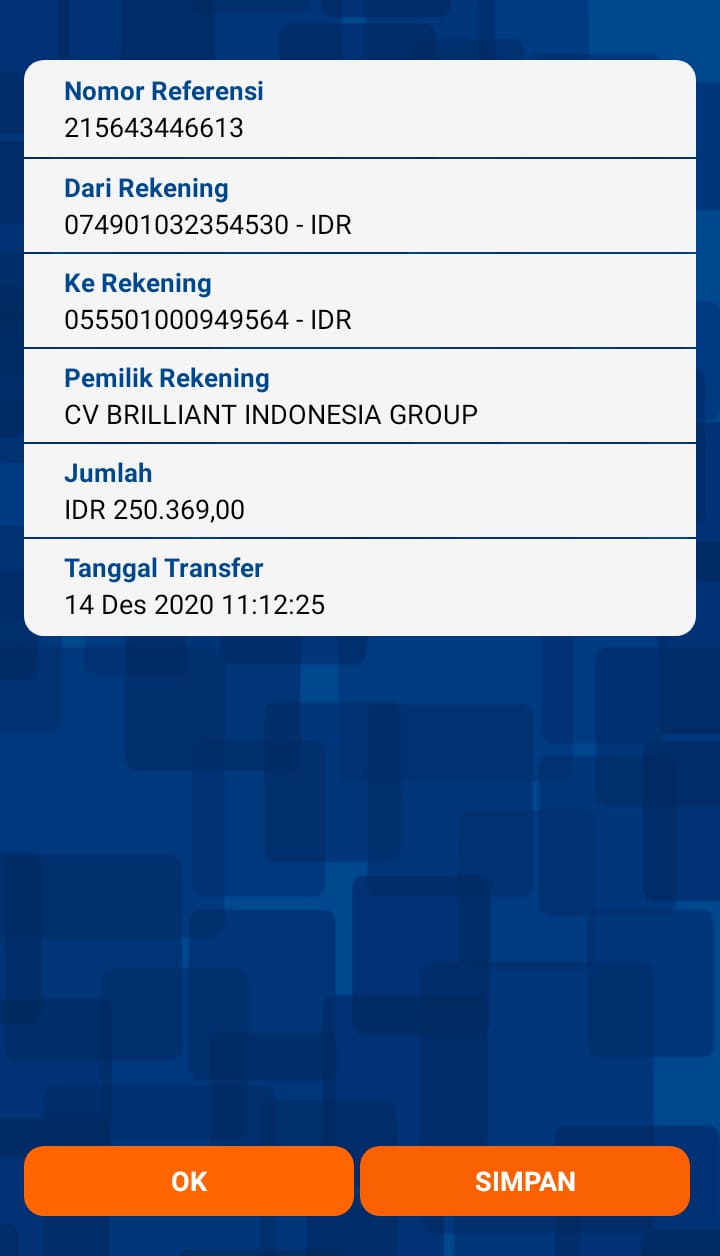 Nomor Referensi
215643446613
Dari Rekening
074901032354530 - IDR
Ke Rekening
055501000949564 - IDR
Pemilik Rekening
CV BRILLIANT INDONESIA GROUP
Jumlah
IDR 250.369,00
Tanggal Transfer
14 Des 2020 11:12:25
OK
SIMPAN